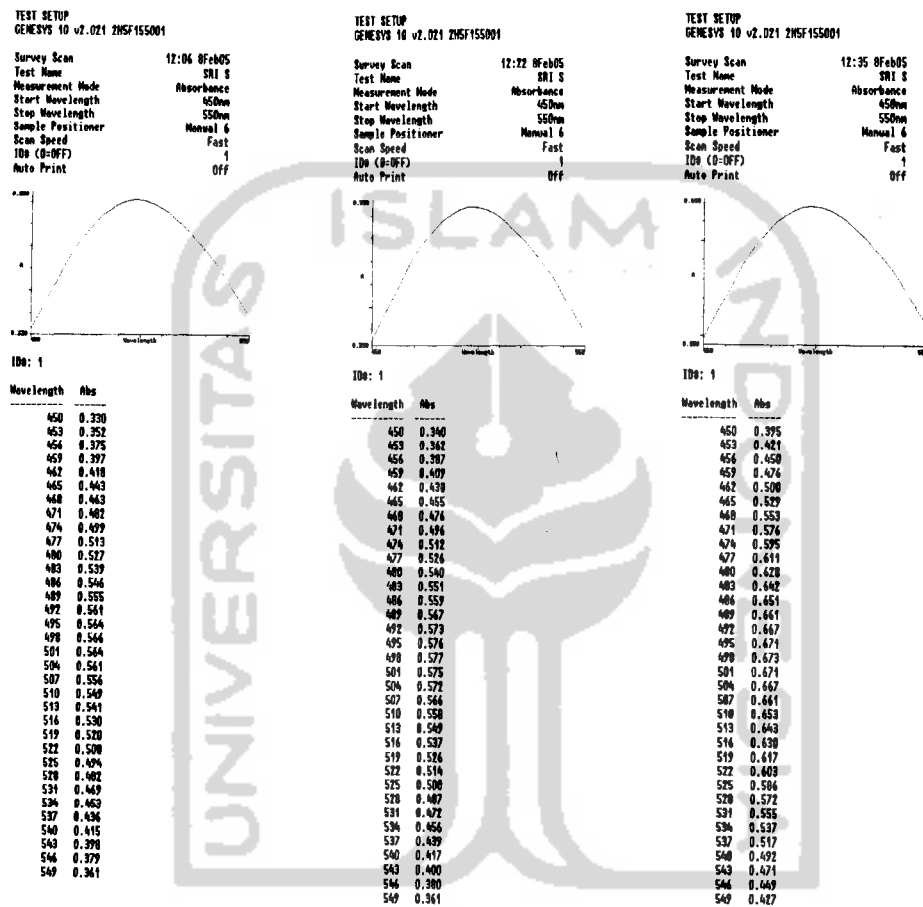 TEST SETUP
GENESYS 10 v2.021 2H5F155001
Survey Scan 12:06 8Feb05
Test Name SRI S
Measurement Mode Absorbance
Start Wavelength 450nm
Stop Wavelength 550nm
Sample Positioner Manual 6
Scan Speed Fast
ID# (0=OFF) 1
Auto Print Off
A
0.320
450
Wavelength
ID#: 1
Wavelength Abs
450 0.330
453 0.352
456 0.375
459 0.397
462 0.418
465 0.443
468 0.463
471 0.482
474 0.499
477 0.513
480 0.527
483 0.539
486 0.546
489 0.555
492 0.561
495 0.564
498 0.566
501 0.564
504 0.561
507 0.556
510 0.549
513 0.541
516 0.530
519 0.520
522 0.508
525 0.494
528 0.482
531 0.469
534 0.453
537 0.436
540 0.415
543 0.398
546 0.379
549 0.361
TEST SETUP
GENESYS 10 v2.021 2H5F155001
Survey Scan 12:22 8Feb05
Test Name SRI S
Measurement Mode Absorbance
Start Wavelength 450nm
Stop Wavelength 550nm
Sample Positioner Manual 6
Scan Speed Fast
ID# (0=OFF) 1
Auto Print Off
A
450
Wavelength
550
ID#: 1
Wavelength Abs
450 0.340
453 0.362
456 0.387
459 0.409
462 0.430
465 0.455
468 0.476
471 0.496
474 0.512
477 0.526
480 0.540
483 0.551
486 0.559
489 0.567
492 0.573
495 0.576
498 0.577
501 0.575
504 0.572
507 0.566
510 0.558
513 0.549
516 0.537
519 0.526
522 0.514
525 0.500
528 0.487
531 0.472
534 0.456
537 0.439
540 0.417
543 0.400
546 0.380
549 0.361
TEST SETUP
GENESYS 10 v2.021 2H5F155001
Survey Scan 12:35 8Feb05
Test Name SRI S
Measurement Mode Absorbance
Start Wavelength 450nm
Stop Wavelength 550nm
Sample Positioner Manual 6
Scan Speed Fast
ID# (0=OFF) 1
Auto Print Off
A
450
Wavelength
ID#: 1
Wavelength Abs
450 0.395
453 0.421
456 0.450
459 0.476
462 0.500
465 0.529
468 0.553
471 0.576
474 0.595
477 0.611
480 0.628
483 0.642
486 0.651
489 0.661
492 0.667
495 0.671
498 0.673
501 0.671
504 0.667
507 0.661
510 0.653
513 0.643
516 0.630
519 0.617
522 0.603
525 0.586
528 0.572
531 0.555
534 0.537
537 0.517
540 0.492
543 0.471
546 0.449
549 0.427
UNIVERSITAS
ISLAM
INDONESIA